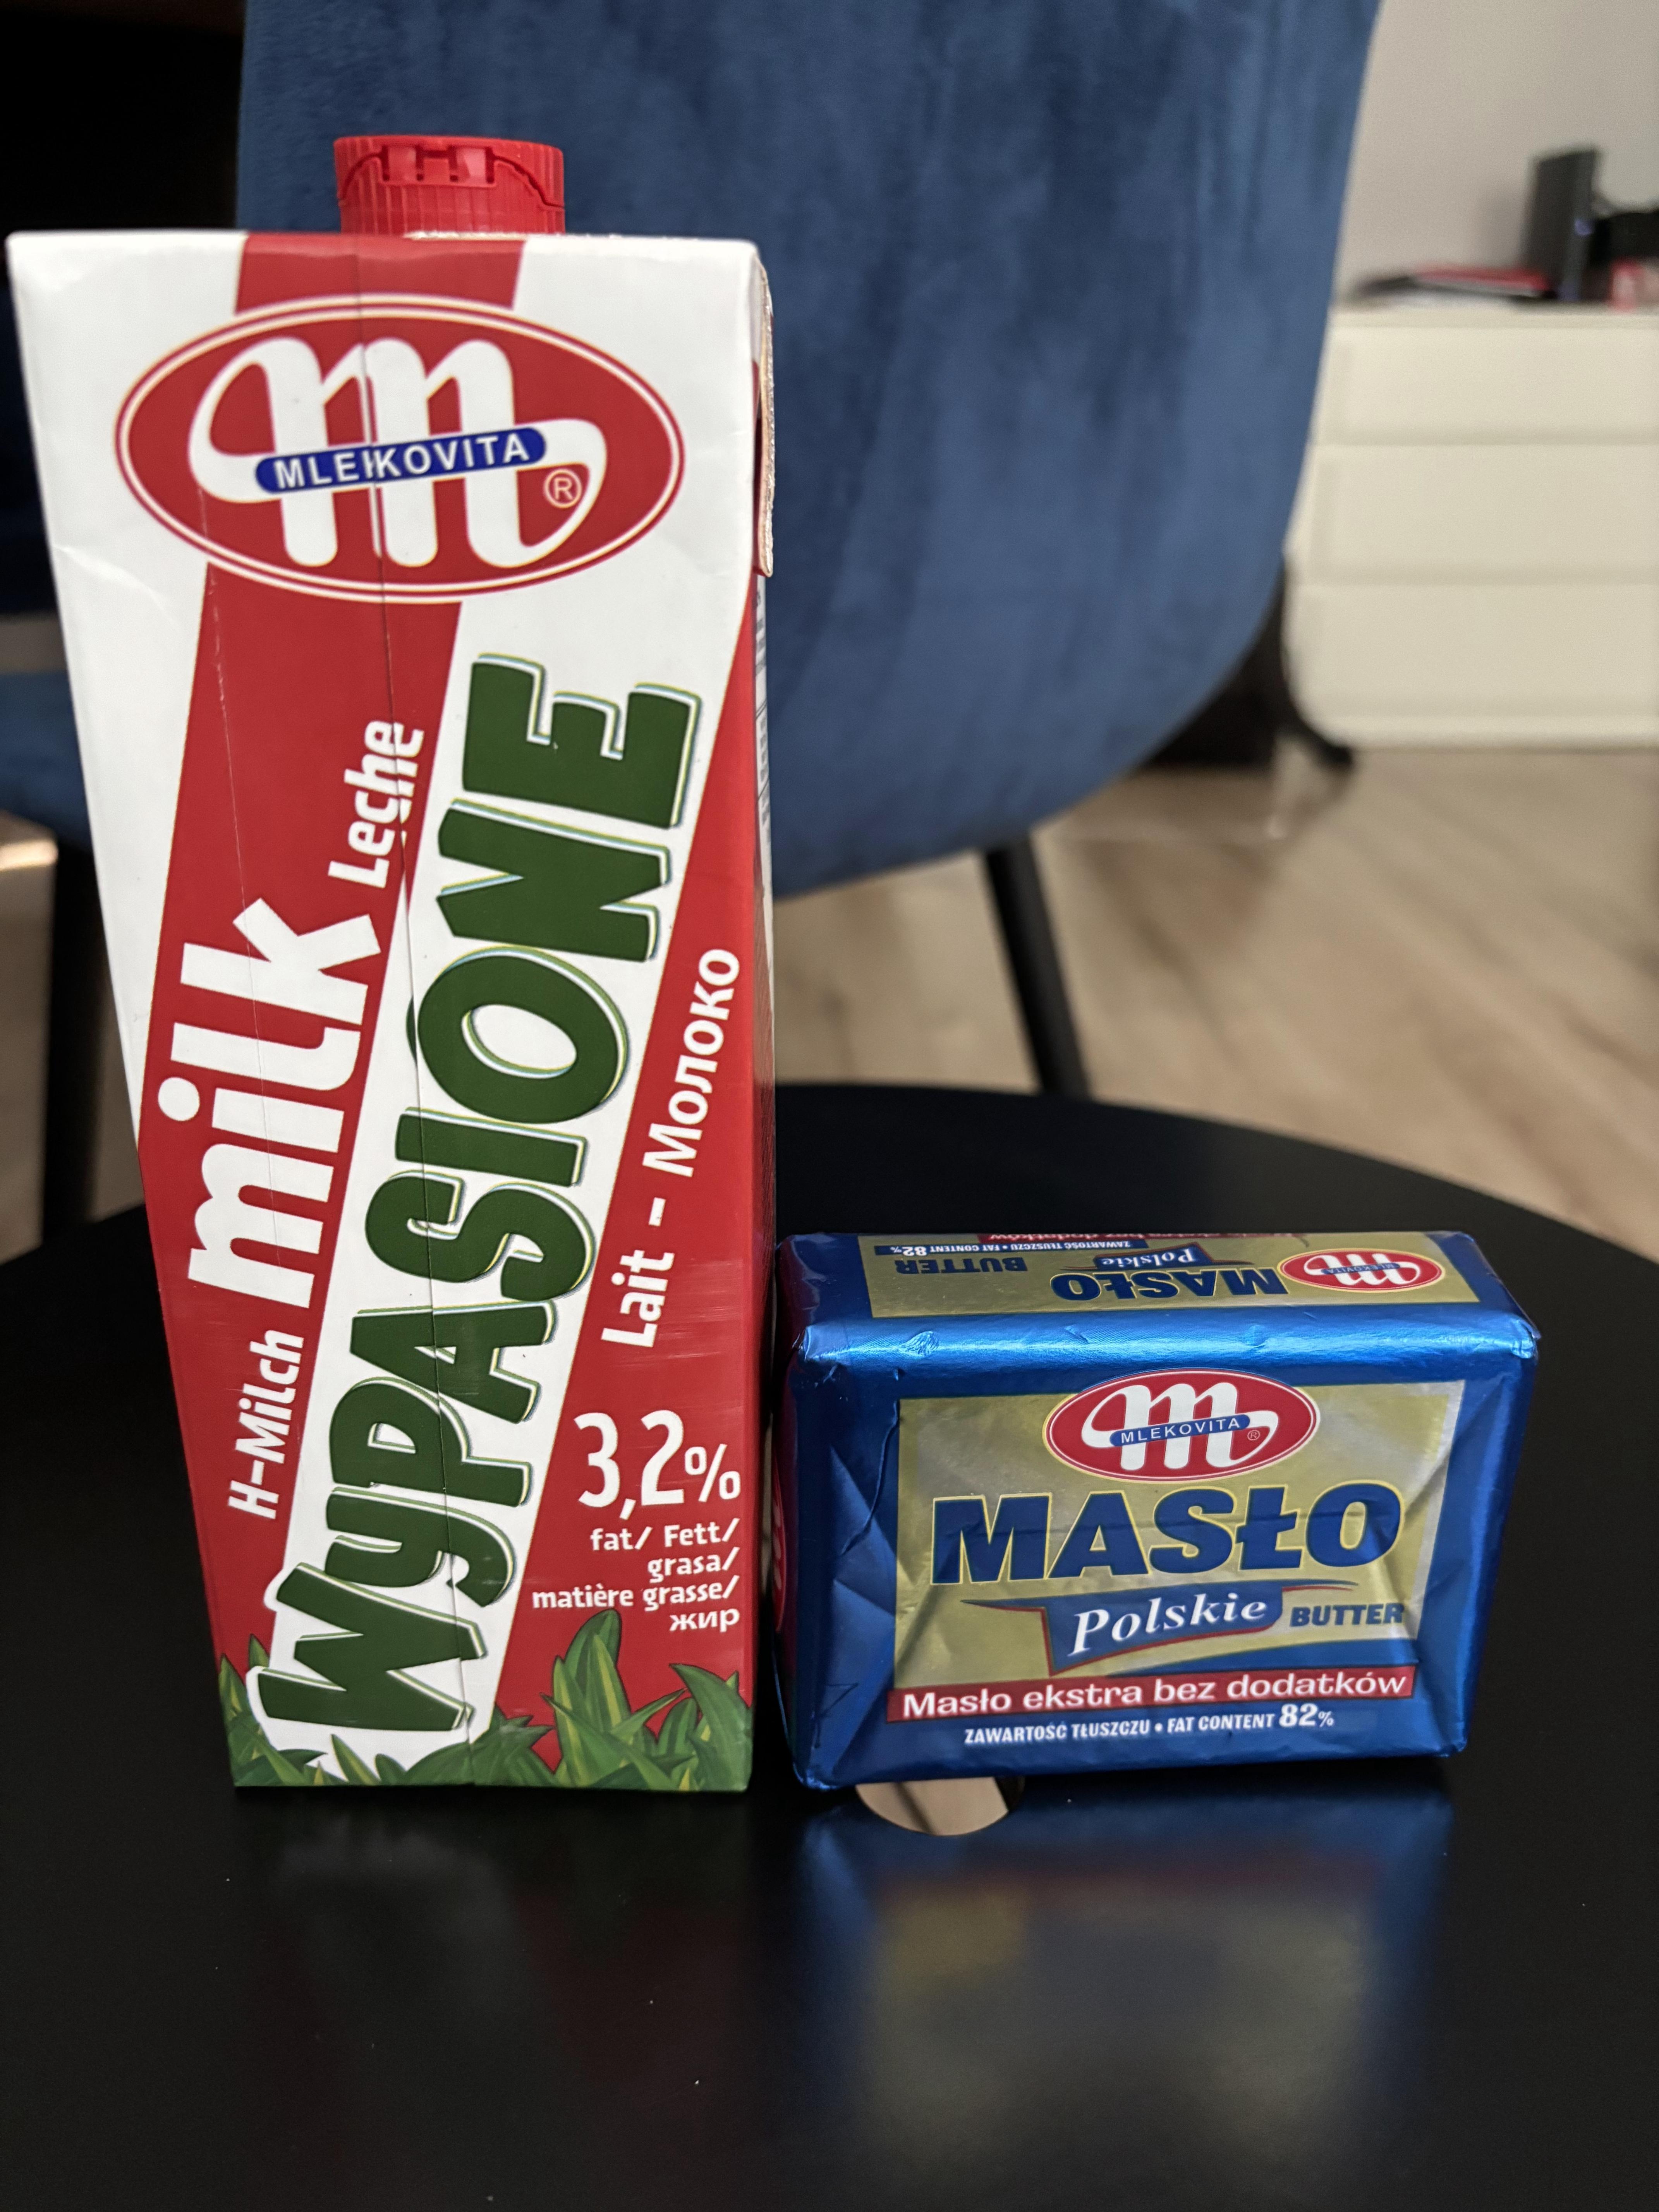 MLEKOVITA
®
Leche
milk
H-Milch
WyPASIONE
Lait - Молоко
3,2%
fat/ Fett/
grasa/
matière grasse/
жир
MLEKOVITA
MASŁO
Polskie
BUTTER
ZAWARTOŚĆ TŁUSZCZU • FAT CONTENT 82%
MLEKOVITA
®
MASŁO
Polskie BUTTER
Masło ekstra bez dodatków
ZAWARTOŚĆ TŁUSZCZU • FAT CONTENT 82%